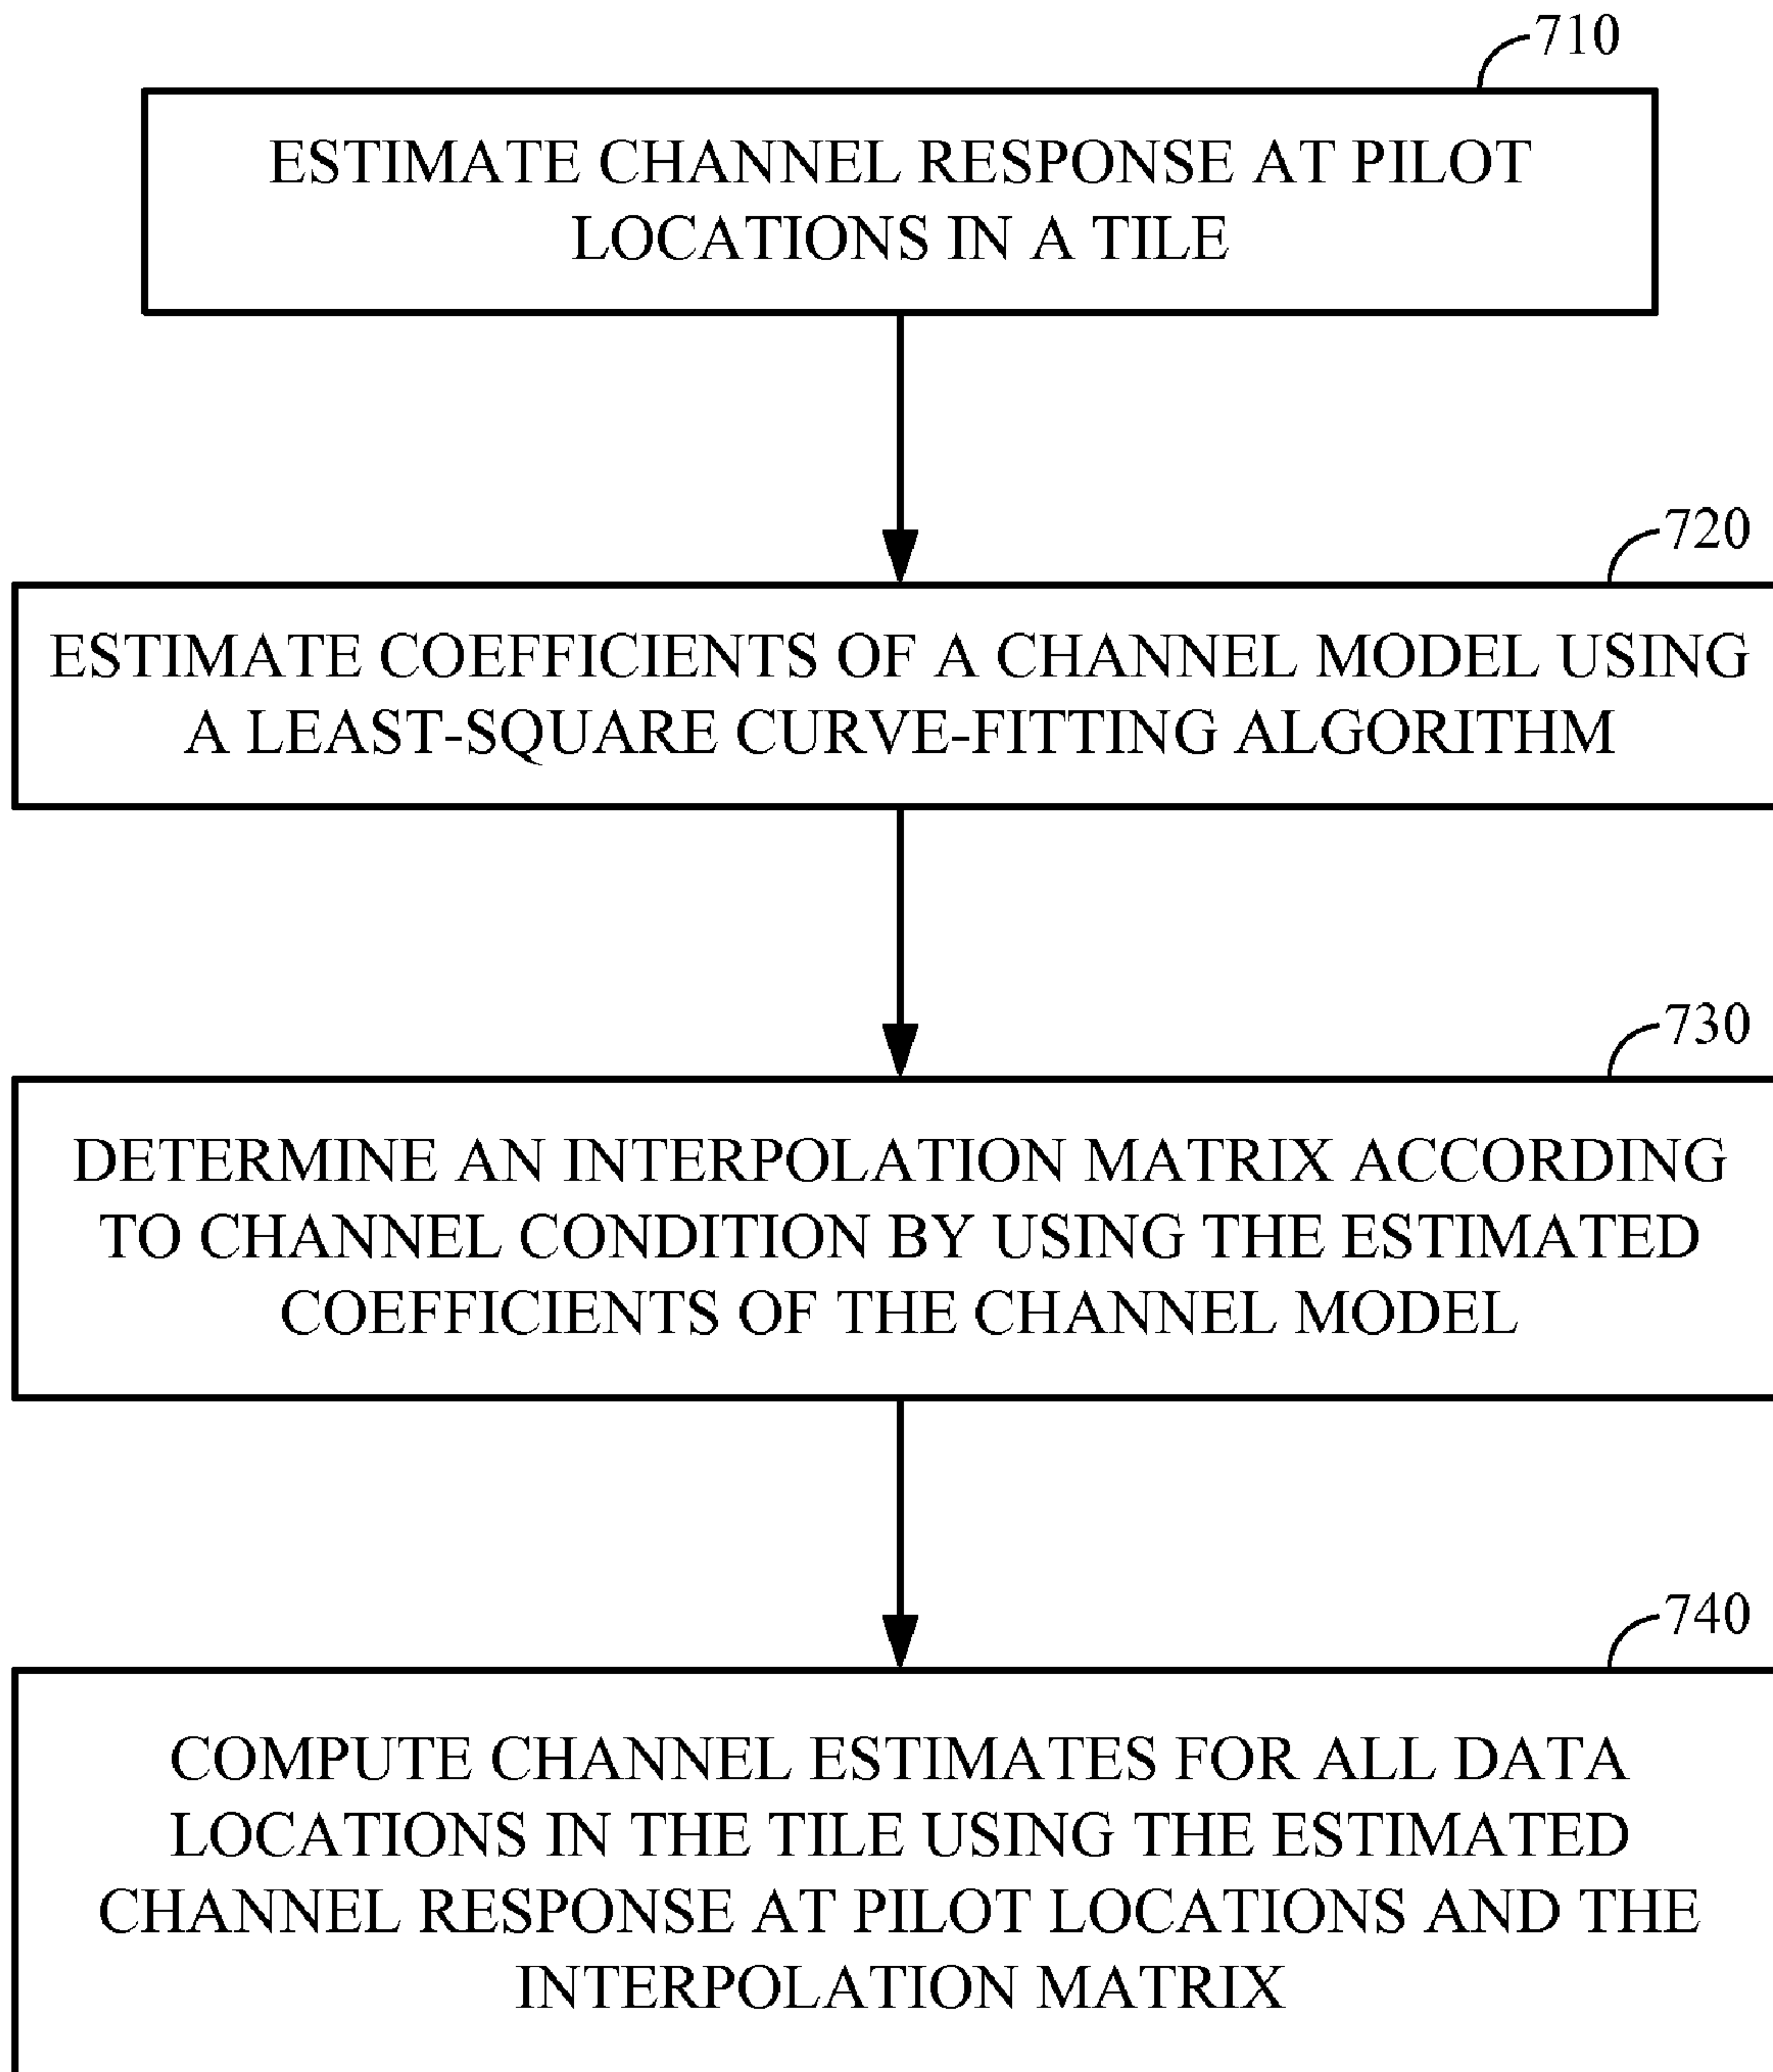 710
ESTIMATE CHANNEL RESPONSE AT PILOT
LOCATIONS IN A TILE
720
ESTIMATE COEFFICIENTS OF A CHANNEL MODEL USING
A LEAST-SQUARE CURVE-FITTING ALGORITHM
730
DETERMINE AN INTERPOLATION MATRIX ACCORDING
TO CHANNEL CONDITION BY USING THE ESTIMATED
COEFFICIENTS OF THE CHANNEL MODEL
740
COMPUTE CHANNEL ESTIMATES FOR ALL DATA
LOCATIONS IN THE TILE USING THE ESTIMATED
CHANNEL RESPONSE AT PILOT LOCATIONS AND THE
INTERPOLATION MATRIX